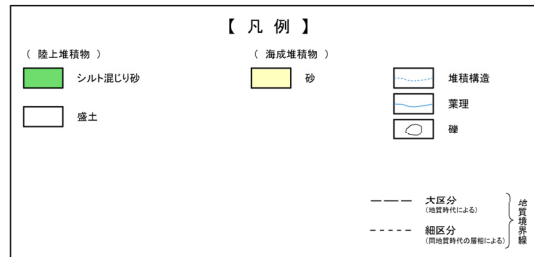 【 凡 例 】
( 陸上堆積物 )
( 海成堆積物 )
シルト混じり砂
砂
堆積構造
葉理
盛土
礫
大区分
(地質時代による)
細区分
(同地質時代の層相による)
地質境界線